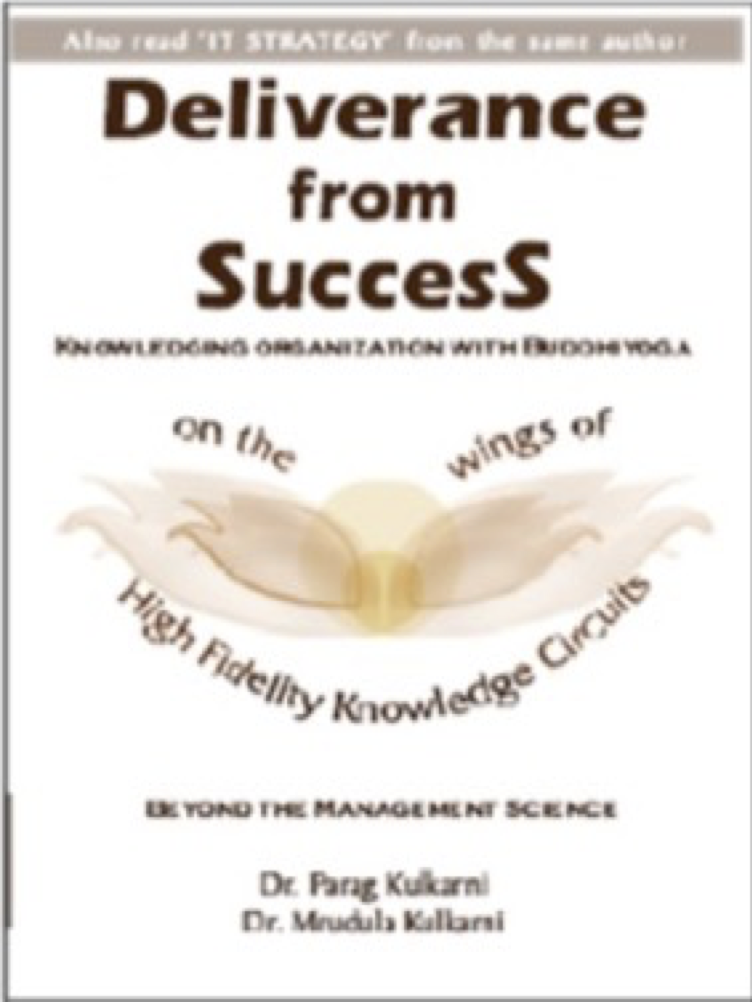 Also read 'IT STRATEGY' from the same author
Deliverance
from
SuccesS
KNOWLEDGING ORGANIZATION WITH BUDDHIYOGA
on the wings of
High Fidelity Knowledge Circuits
BEYOND THE MANAGEMENT SCIENCE
Dr. Parag Kulkarni
Dr. Mrudula Kulkarni